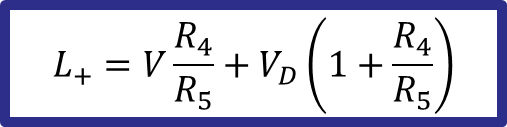 L₊ = V R₄/R₅ + V_D (1 + R₄/R₅)